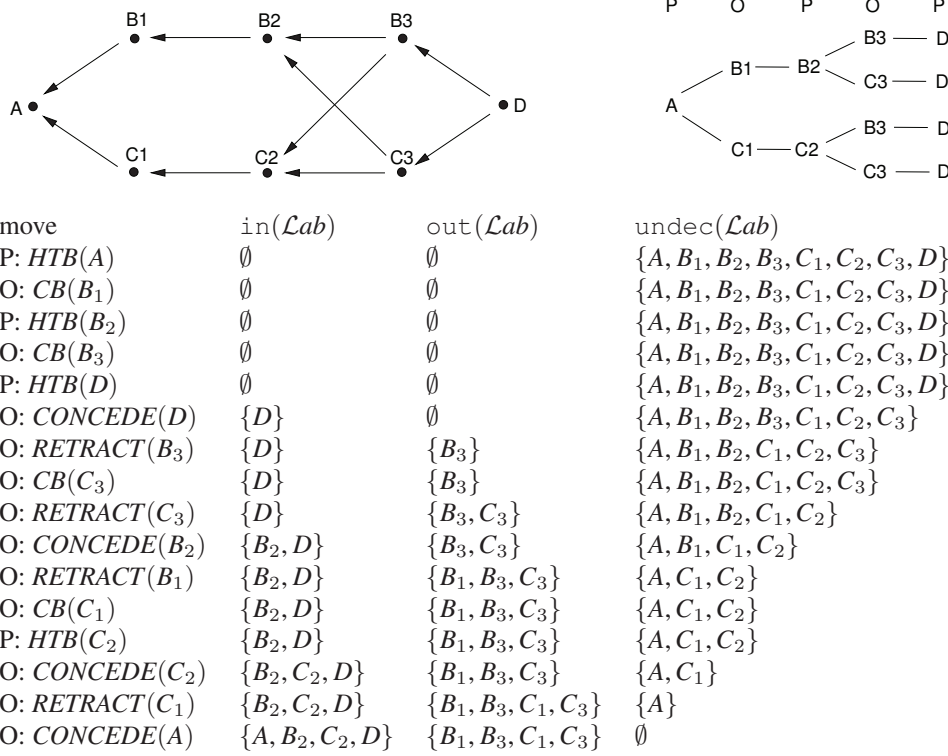 B1 B2 B3
A D
C1 C2 C3
P O P O P
B3 D
B1 B2
C3 D
A
B3 D
C1 C2
C3 D
move in(Lab) out(Lab) undec(Lab)
P: HTB(A) ∅ ∅ {A, B₁, B₂, B₃, C₁, C₂, C₃, D}
O: CB(B₁) ∅ ∅ {A, B₁, B₂, B₃, C₁, C₂, C₃, D}
P: HTB(B₂) ∅ ∅ {A, B₁, B₂, B₃, C₁, C₂, C₃, D}
O: CB(B₃) ∅ ∅ {A, B₁, B₂, B₃, C₁, C₂, C₃, D}
P: HTB(D) ∅ ∅ {A, B₁, B₂, B₃, C₁, C₂, C₃, D}
O: CONCEDE(D) {D} ∅ {A, B₁, B₂, B₃, C₁, C₂, C₃}
O: RETRACT(B₃) {D} {B₃} {A, B₁, B₂, C₁, C₂, C₃}
O: CB(C₃) {D} {B₃} {A, B₁, B₂, C₁, C₂, C₃}
O: RETRACT(C₃) {D} {B₃, C₃} {A, B₁, B₂, C₁, C₂}
O: CONCEDE(B₂) {B₂, D} {B₃, C₃} {A, B₁, C₁, C₂}
O: RETRACT(B₁) {B₂, D} {B₁, B₃, C₃} {A, C₁, C₂}
O: CB(C₁) {B₂, D} {B₁, B₃, C₃} {A, C₁, C₂}
P: HTB(C₂) {B₂, D} {B₁, B₃, C₃} {A, C₁, C₂}
O: CONCEDE(C₂) {B₂, C₂, D} {B₁, B₃, C₃} {A, C₁}
O: RETRACT(C₁) {B₂, C₂, D} {B₁, B₃, C₁, C₃} {A}
O: CONCEDE(A) {A, B₂, C₂, D} {B₁, B₃, C₁, C₃} ∅